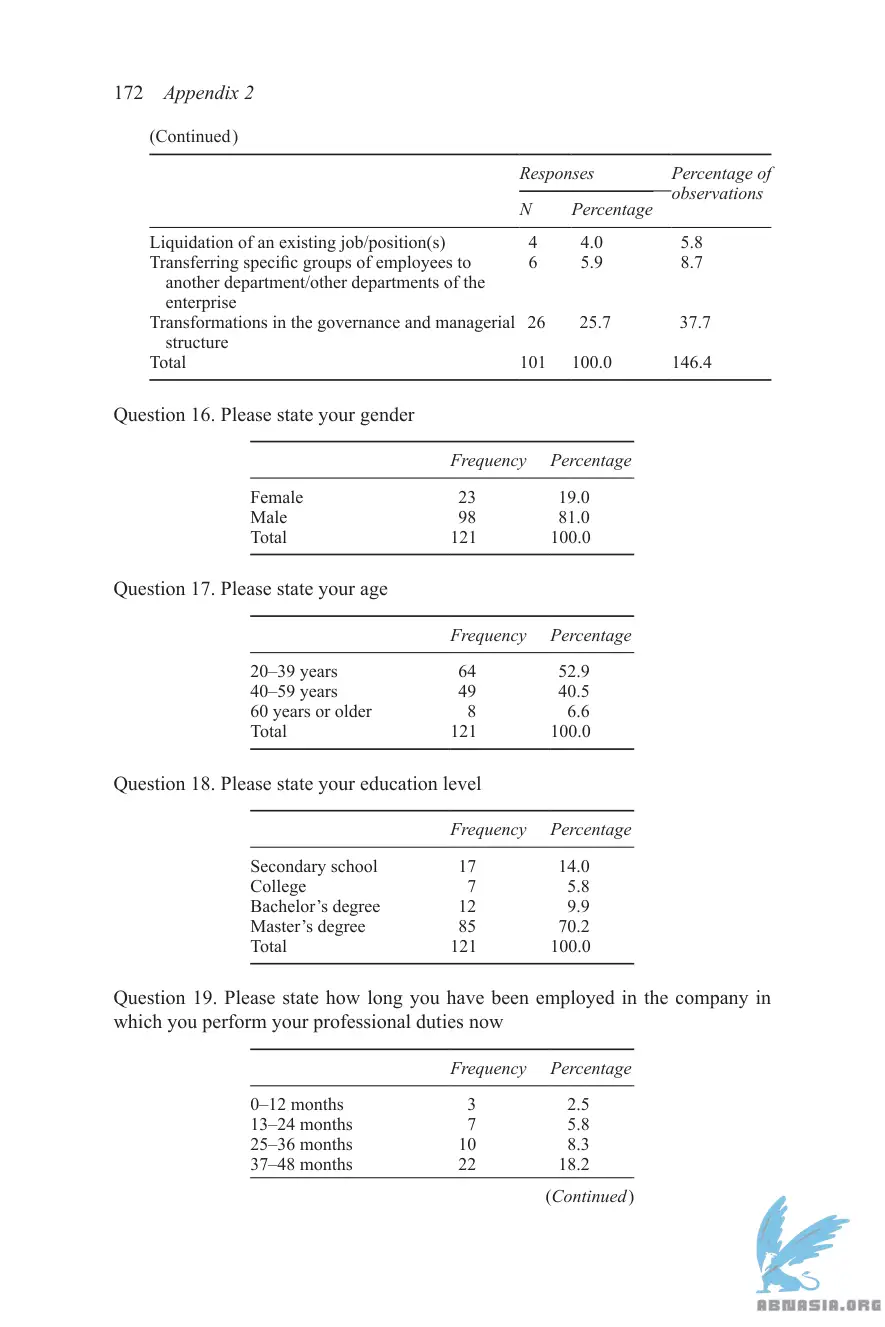 172 Appendix 2
(Continued)
Responses Percentage of
observations
N Percentage
Liquidation of an existing job/position(s) 4 4.0 5.8
Transferring specific groups of employees to 6 5.9 8.7
another department/other departments of the
enterprise
Transformations in the governance and managerial 26 25.7 37.7
structure
Total 101 100.0 146.4
Question 16. Please state your gender
Frequency Percentage
Female 23 19.0
Male 98 81.0
Total 121 100.0
Question 17. Please state your age
Frequency Percentage
20–39 years 64 52.9
40–59 years 49 40.5
60 years or older 8 6.6
Total 121 100.0
Question 18. Please state your education level
Frequency Percentage
Secondary school 17 14.0
College 7 5.8
Bachelor’s degree 12 9.9
Master’s degree 85 70.2
Total 121 100.0
Question 19. Please state how long you have been employed in the company in
which you perform your professional duties now
Frequency Percentage
0–12 months 3 2.5
13–24 months 7 5.8
25–36 months 10 8.3
37–48 months 22 18.2
(Continued)
ABNASIA.ORG